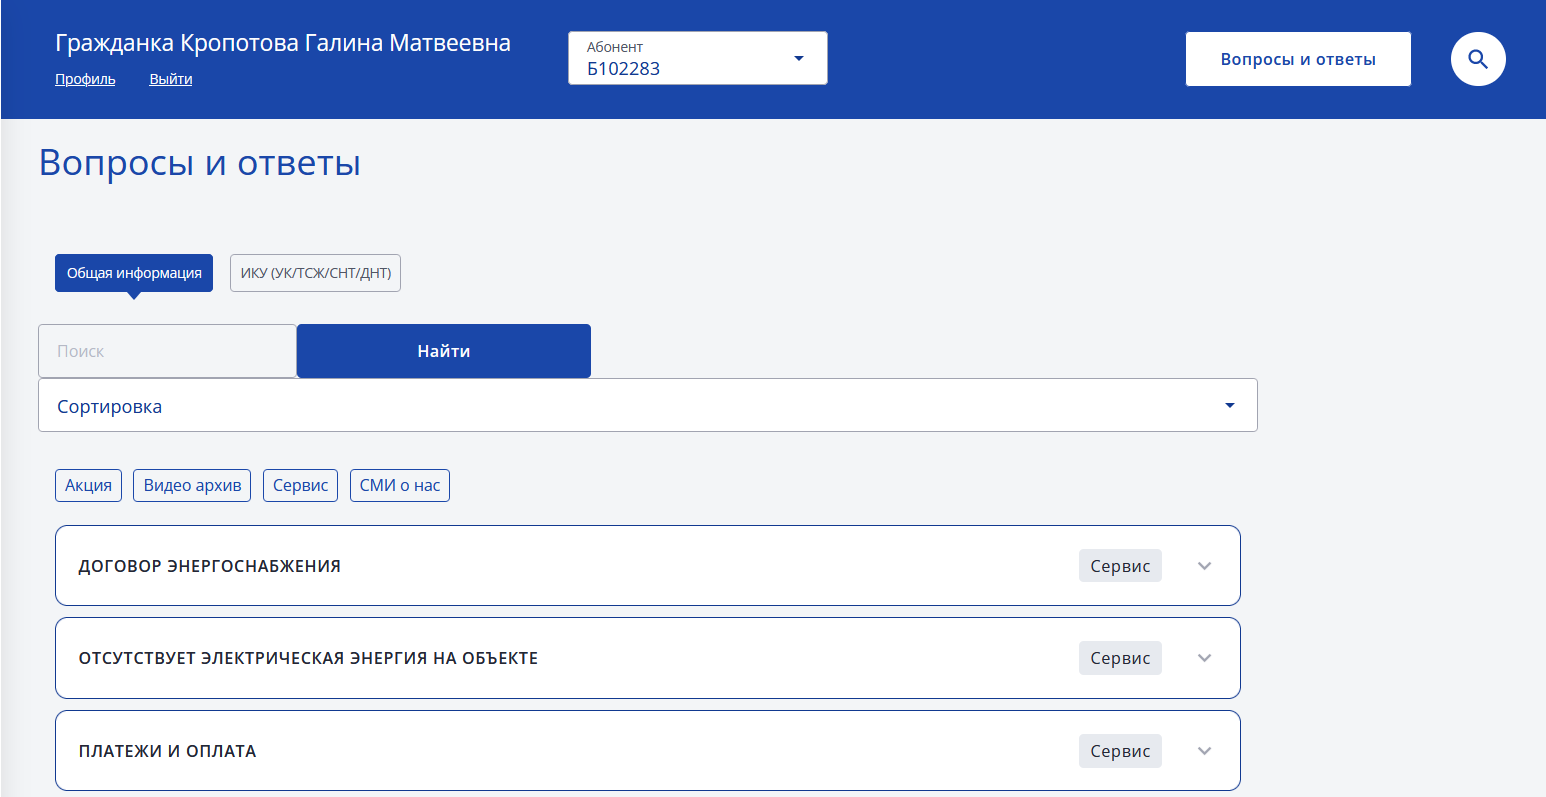 Гражданка Кропотова Галина Матвеевна
Профиль Выйти
Абонент
Б102283
Вопросы и ответы
Вопросы и ответы
Общая информация ИКУ (УК/ТСЖ/СНТ/ДНТ)
Поиск Найти
Сортировка
Акция Видео архив Сервис СМИ о нас
ДОГОВОР ЭНЕРГОСНАБЖЕНИЯ Сервис
ОТСУТСТВУЕТ ЭЛЕКТРИЧЕСКАЯ ЭНЕРГИЯ НА ОБЪЕКТЕ Сервис
ПЛАТЕЖИ И ОПЛАТА Сервис